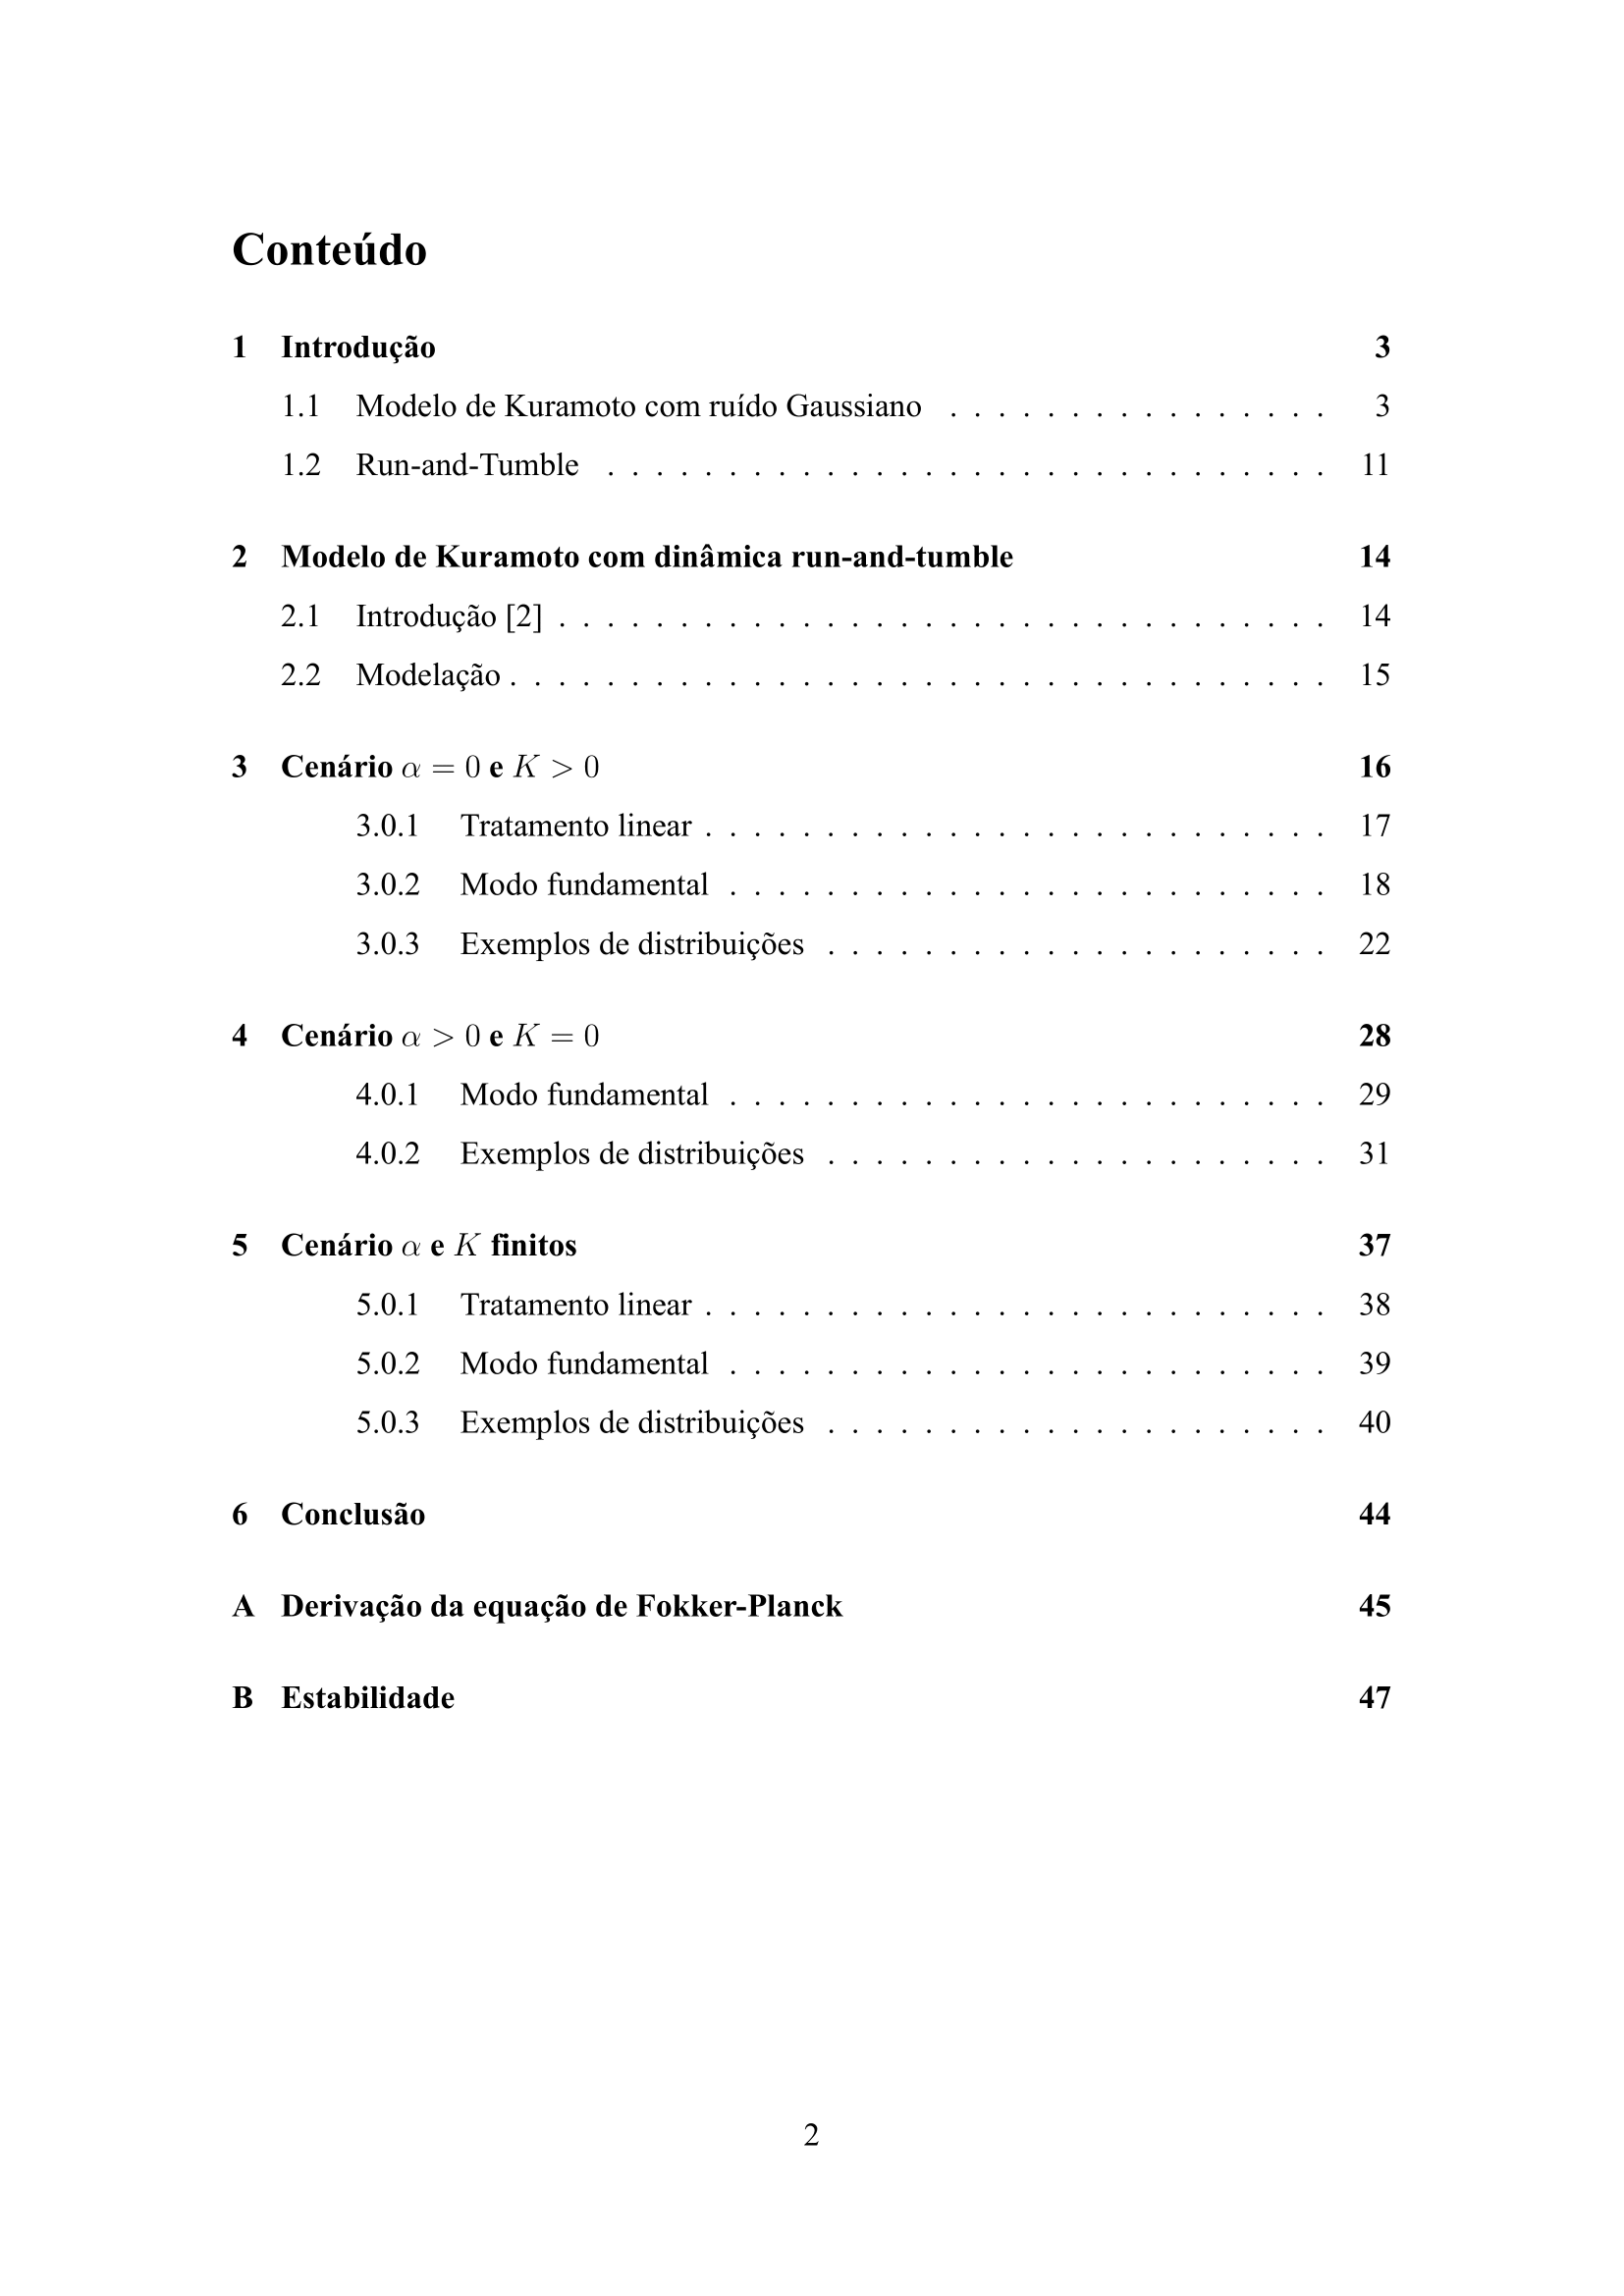 Conteúdo
1 Introdução 3
1.1 Modelo de Kuramoto com ruído Gaussiano . . . . . . . . . . . . . . . . 3
1.2 Run-and-Tumble . . . . . . . . . . . . . . . . . . . . . . . . . . . . . . 11
2 Modelo de Kuramoto com dinâmica run-and-tumble 14
2.1 Introdução [2] . . . . . . . . . . . . . . . . . . . . . . . . . . . . . . . . 14
2.2 Modelação . . . . . . . . . . . . . . . . . . . . . . . . . . . . . . . . . . 15
3 Cenário α = 0 e K > 0 16
3.0.1 Tratamento linear . . . . . . . . . . . . . . . . . . . . . . . . . . 17
3.0.2 Modo fundamental . . . . . . . . . . . . . . . . . . . . . . . . . 18
3.0.3 Exemplos de distribuições . . . . . . . . . . . . . . . . . . . . . 22
4 Cenário α > 0 e K = 0 28
4.0.1 Modo fundamental . . . . . . . . . . . . . . . . . . . . . . . . . 29
4.0.2 Exemplos de distribuições . . . . . . . . . . . . . . . . . . . . . 31
5 Cenário α e K finitos 37
5.0.1 Tratamento linear . . . . . . . . . . . . . . . . . . . . . . . . . . 38
5.0.2 Modo fundamental . . . . . . . . . . . . . . . . . . . . . . . . . 39
5.0.3 Exemplos de distribuições . . . . . . . . . . . . . . . . . . . . . 40
6 Conclusão 44
A Derivação da equação de Fokker-Planck 45
B Estabilidade 47
2